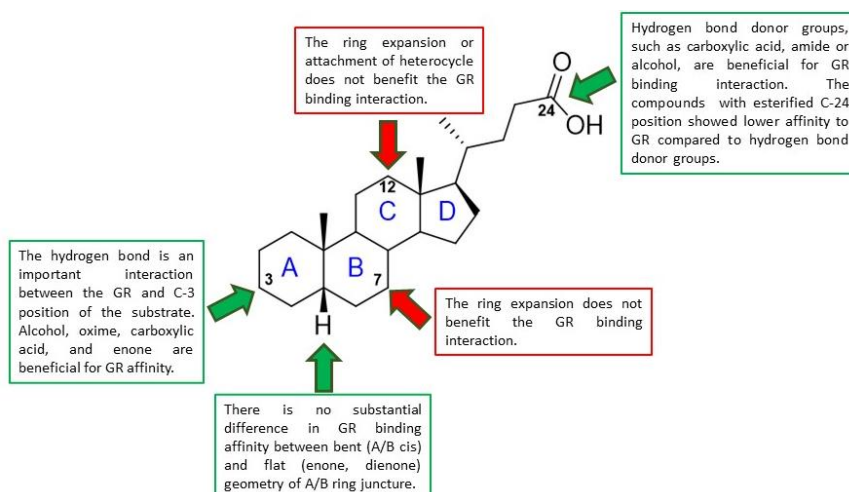 The ring expansion or
attachment of heterocycle
does not benefit the GR
binding interaction.
Hydrogen bond donor groups,
such as carboxylic acid, amide or
alcohol, are beneficial for GR
binding interaction. The
compounds with esterified C-24
position showed lower affinity to
GR compared to hydrogen bond
donor groups.
O
24
OH
12
C
D
The hydrogen bond is an
important interaction
between the GR and C-3
position of the substrate.
Alcohol, oxime, carboxylic
acid, and enone are
beneficial for GR affinity.
3
A
B
7
H
The ring expansion does not
benefit the GR binding
interaction.
There is no substantial
difference in GR binding
affinity between bent (A/B cis)
and flat (enone, dienone)
geometry of A/B ring juncture.